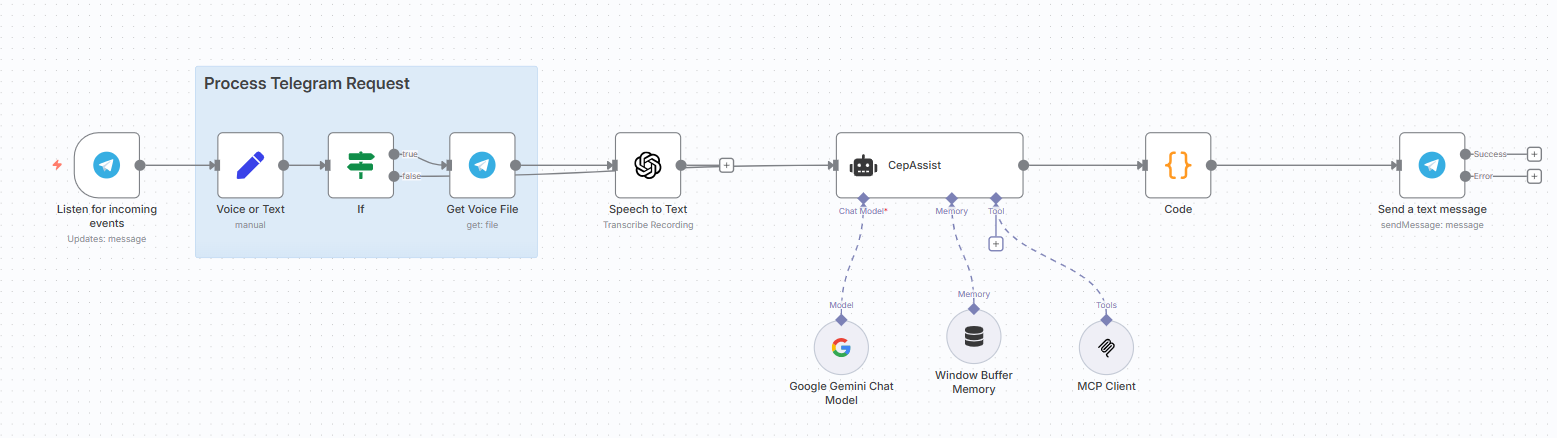 Process Telegram Request
true
false
Success
Error
CepAssist
Listen for incoming
events
Updates: message
Voice or Text
manual
If
Get Voice File
get: file
Speech to Text
Transcribe Recording
Chat Model*
Memory
Tool
Code
Send a text message
sendMessage: message
Model
Memory
Tools
Google Gemini Chat
Model
Window Buffer
Memory
MCP Client